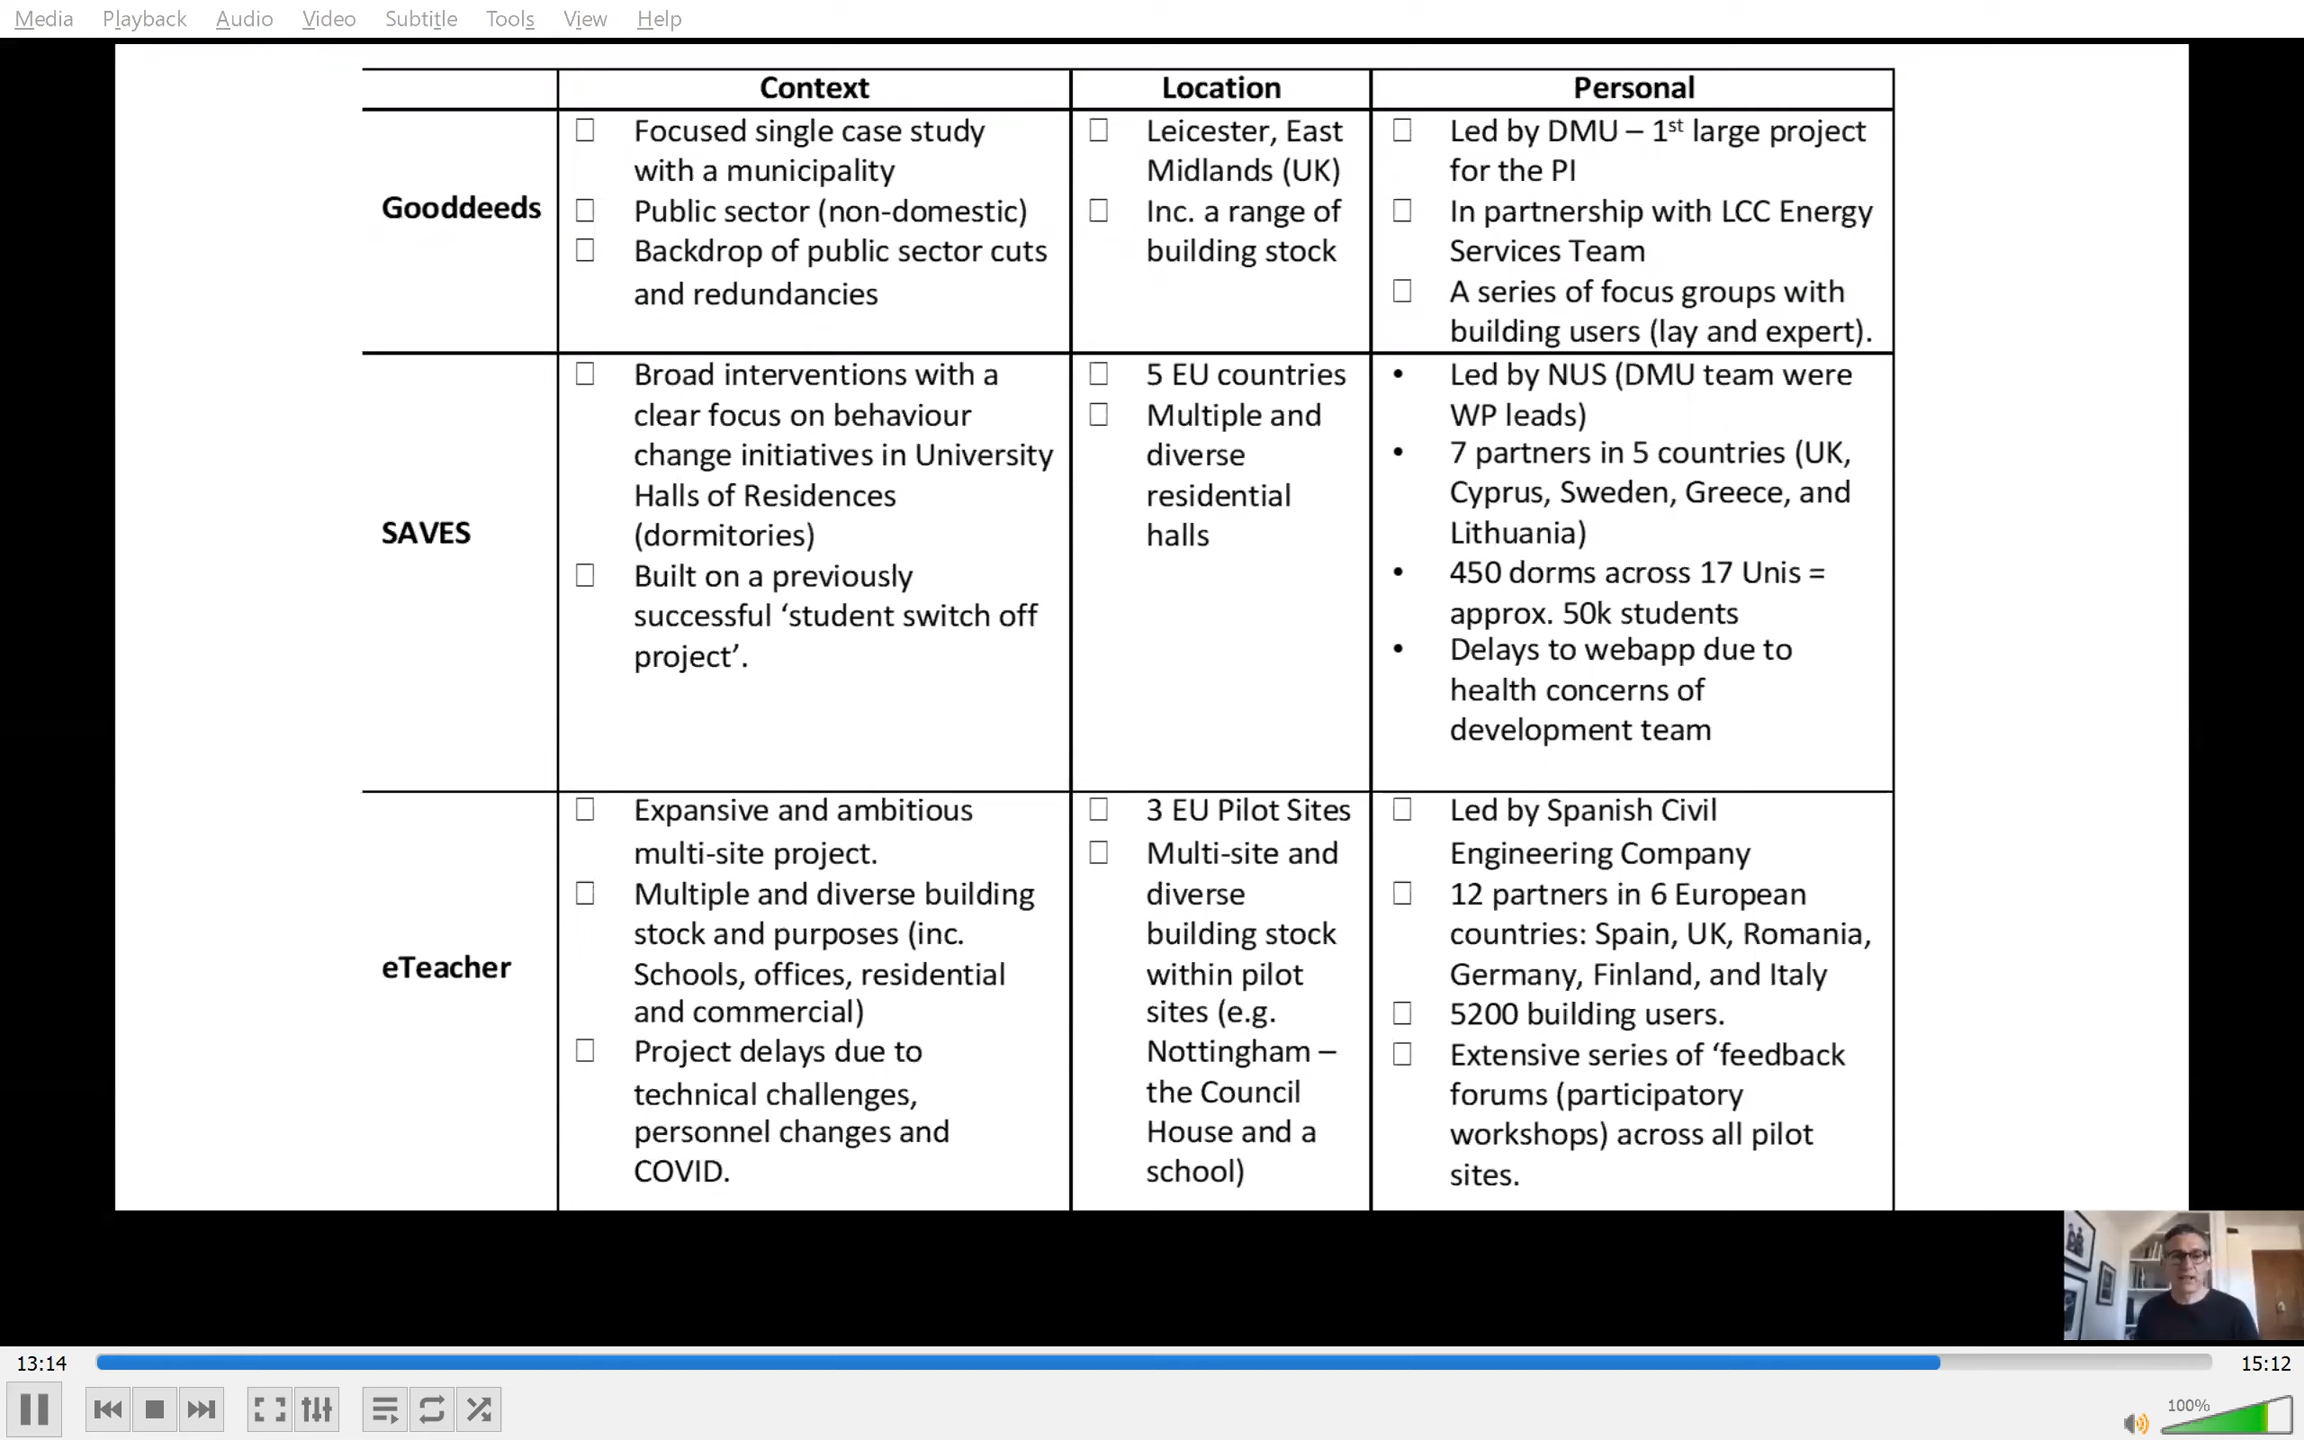 Media Playback Audio Video Subtitle Tools View Help
Context Location Personal
Gooddeeds
Focused single case study
with a municipality
Public sector (non-domestic)
Backdrop of public sector cuts
and redundancies
Leicester, East
Midlands (UK)
Inc. a range of
building stock
Led by DMU – 1st large project
for the PI
In partnership with LCC Energy
Services Team
A series of focus groups with
building users (lay and expert).
SAVES
Broad interventions with a
clear focus on behaviour
change initiatives in University
Halls of Residences
(dormitories)
Built on a previously
successful ‘student switch off
project’.
5 EU countries
Multiple and
diverse
residential
halls
• Led by NUS (DMU team were
WP leads)
• 7 partners in 5 countries (UK,
Cyprus, Sweden, Greece, and
Lithuania)
• 450 dorms across 17 Unis =
approx. 50k students
• Delays to webapp due to
health concerns of
development team
eTeacher
Expansive and ambitious
multi-site project.
Multiple and diverse building
stock and purposes (inc.
Schools, offices, residential
and commercial)
Project delays due to
technical challenges,
personnel changes and
COVID.
3 EU Pilot Sites
Multi-site and
diverse
building stock
within pilot
sites (e.g.
Nottingham –
the Council
House and a
school)
Led by Spanish Civil
Engineering Company
12 partners in 6 European
countries: Spain, UK, Romania,
Germany, Finland, and Italy
5200 building users.
Extensive series of ‘feedback
forums (participatory
workshops) across all pilot
sites.
13:14 15:12
100%